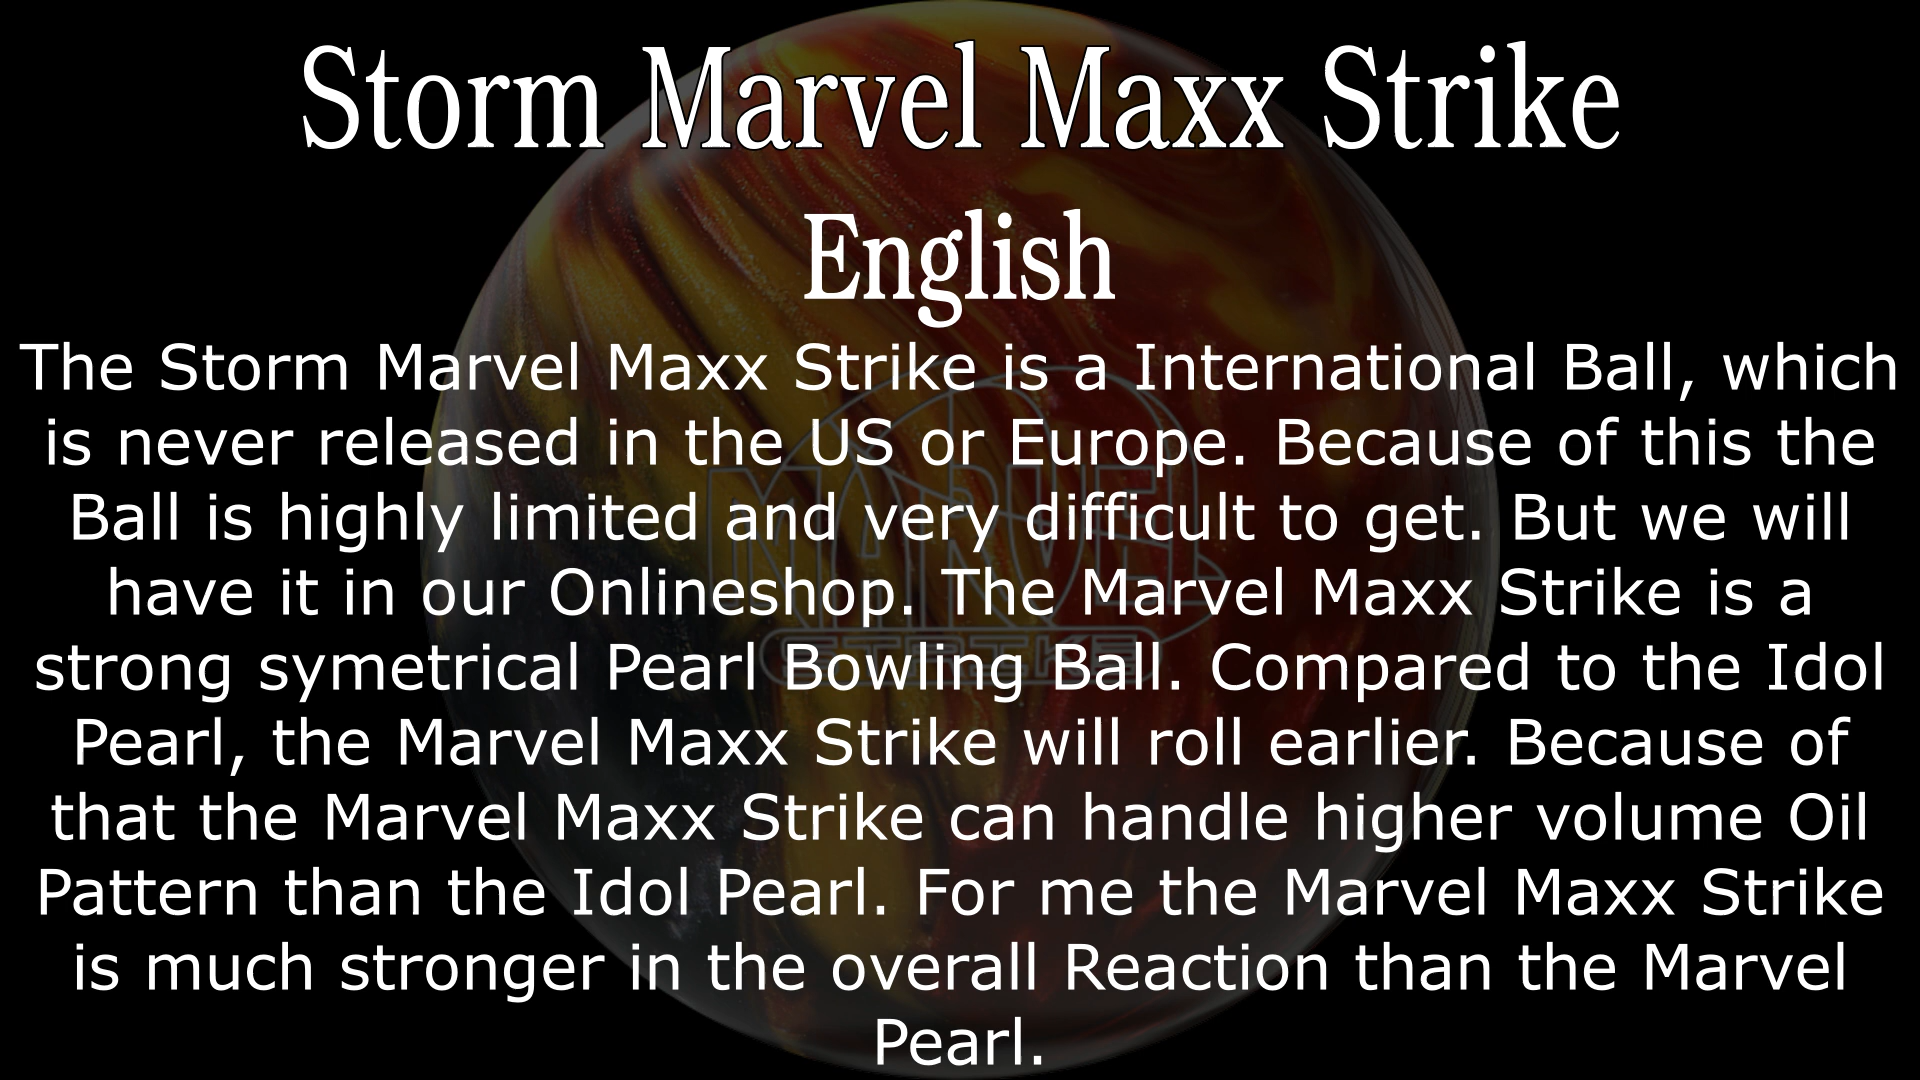 Storm Marvel Maxx Strike
English
The Storm Marvel Maxx Strike is a International Ball, which
is never released in the US or Europe. Because of this the
Ball is highly limited and very difficult to get. But we will
have it in our Onlineshop. The Marvel Maxx Strike is a
strong symetrical Pearl Bowling Ball. Compared to the Idol
Pearl, the Marvel Maxx Strike will roll earlier. Because of
that the Marvel Maxx Strike can handle higher volume Oil
Pattern than the Idol Pearl. For me the Marvel Maxx Strike
is much stronger in the overall Reaction than the Marvel
Pearl.
MARVEL
STRIKE